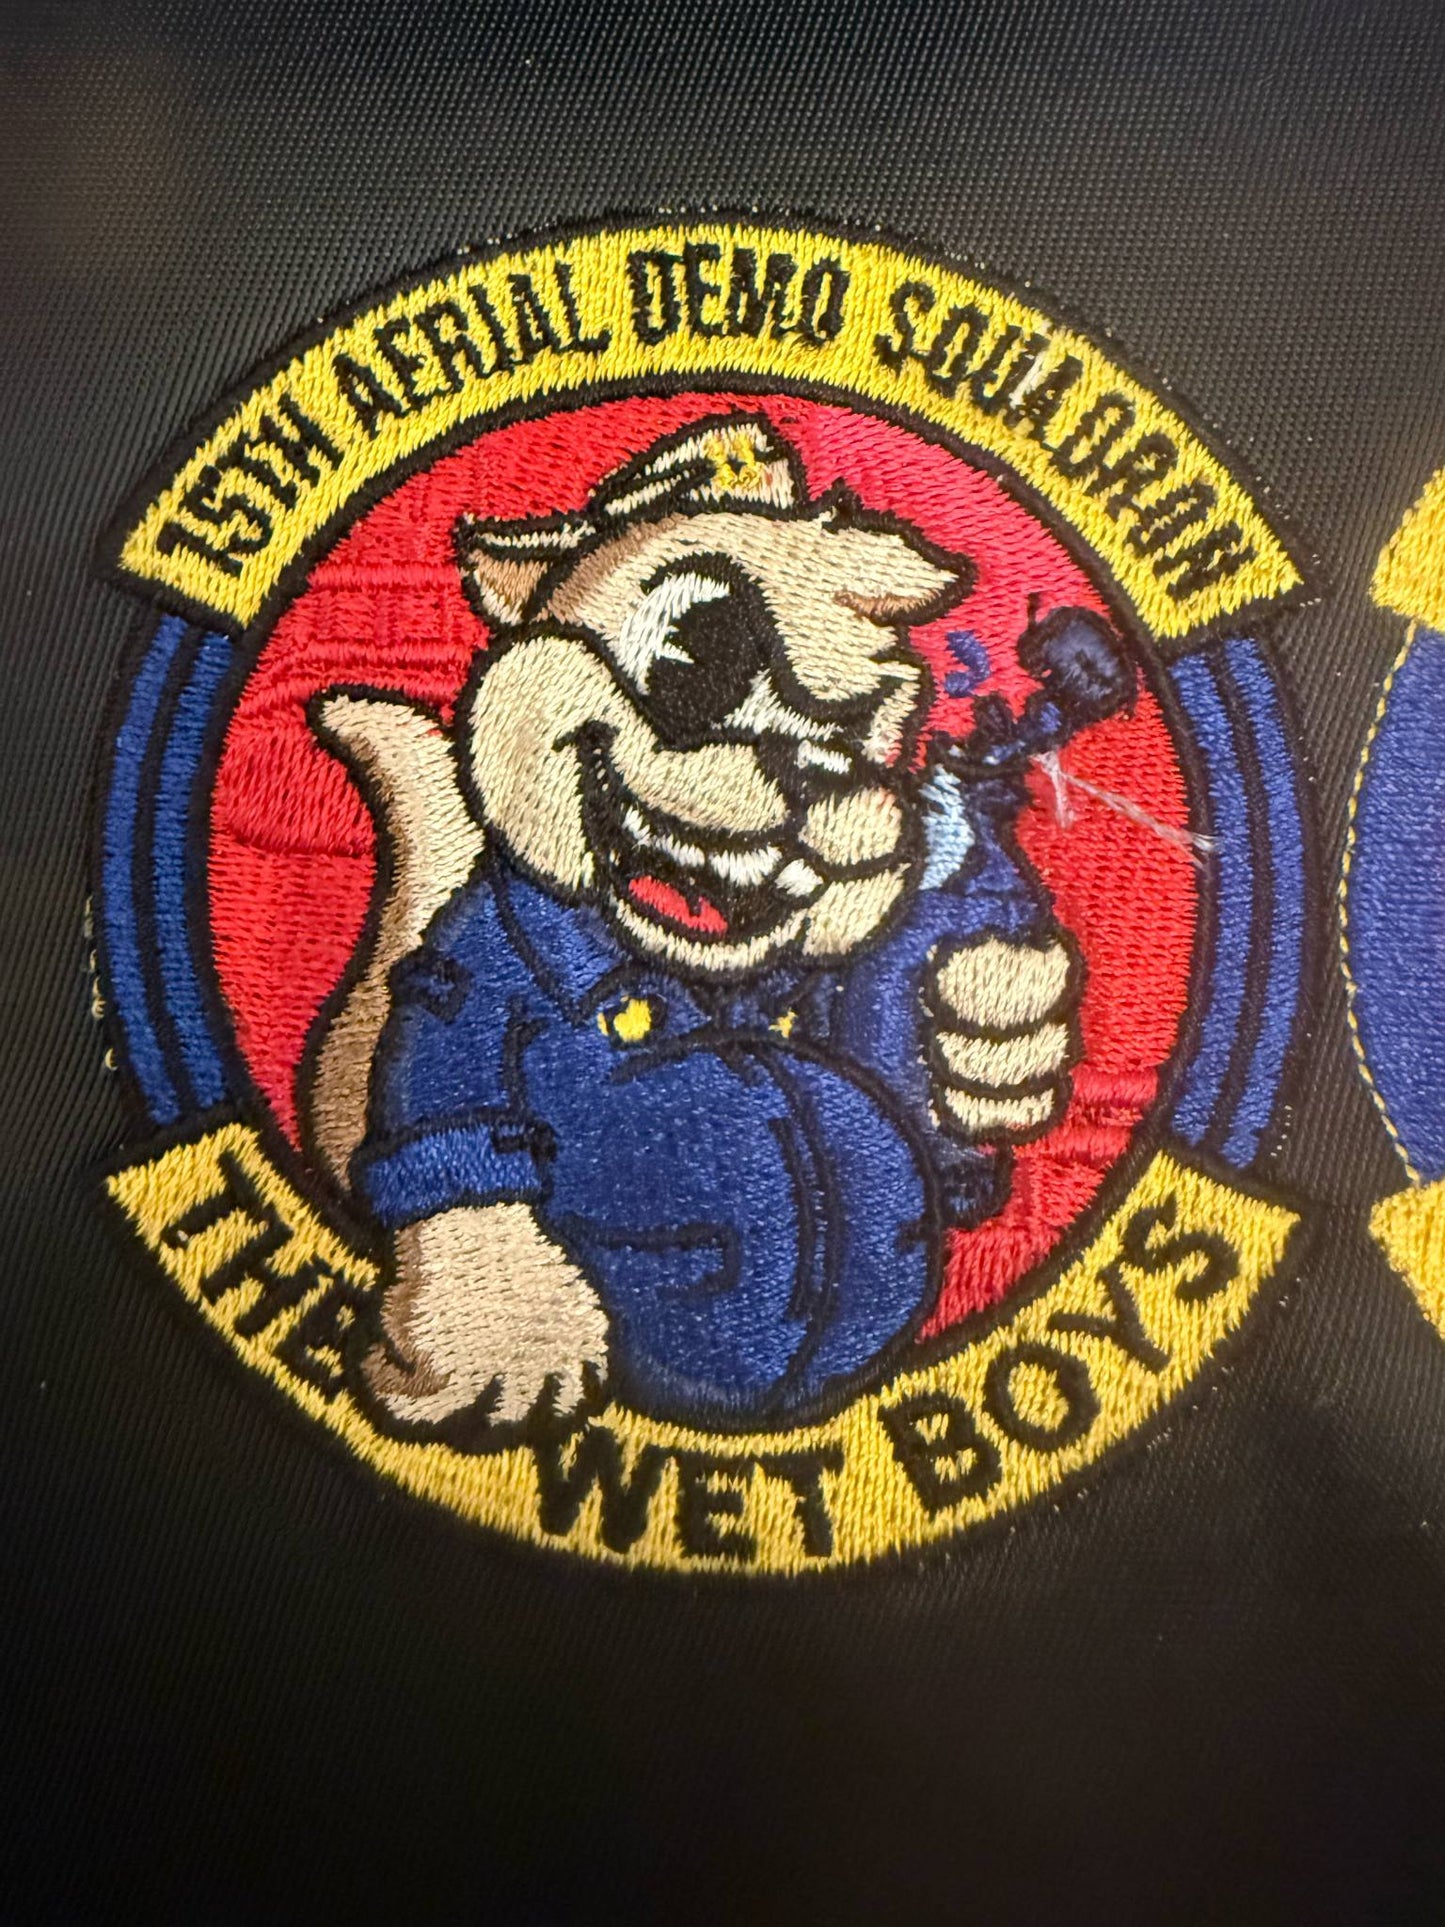 15TH AERIAL DEMO SQUADRON
THE WET BOYS